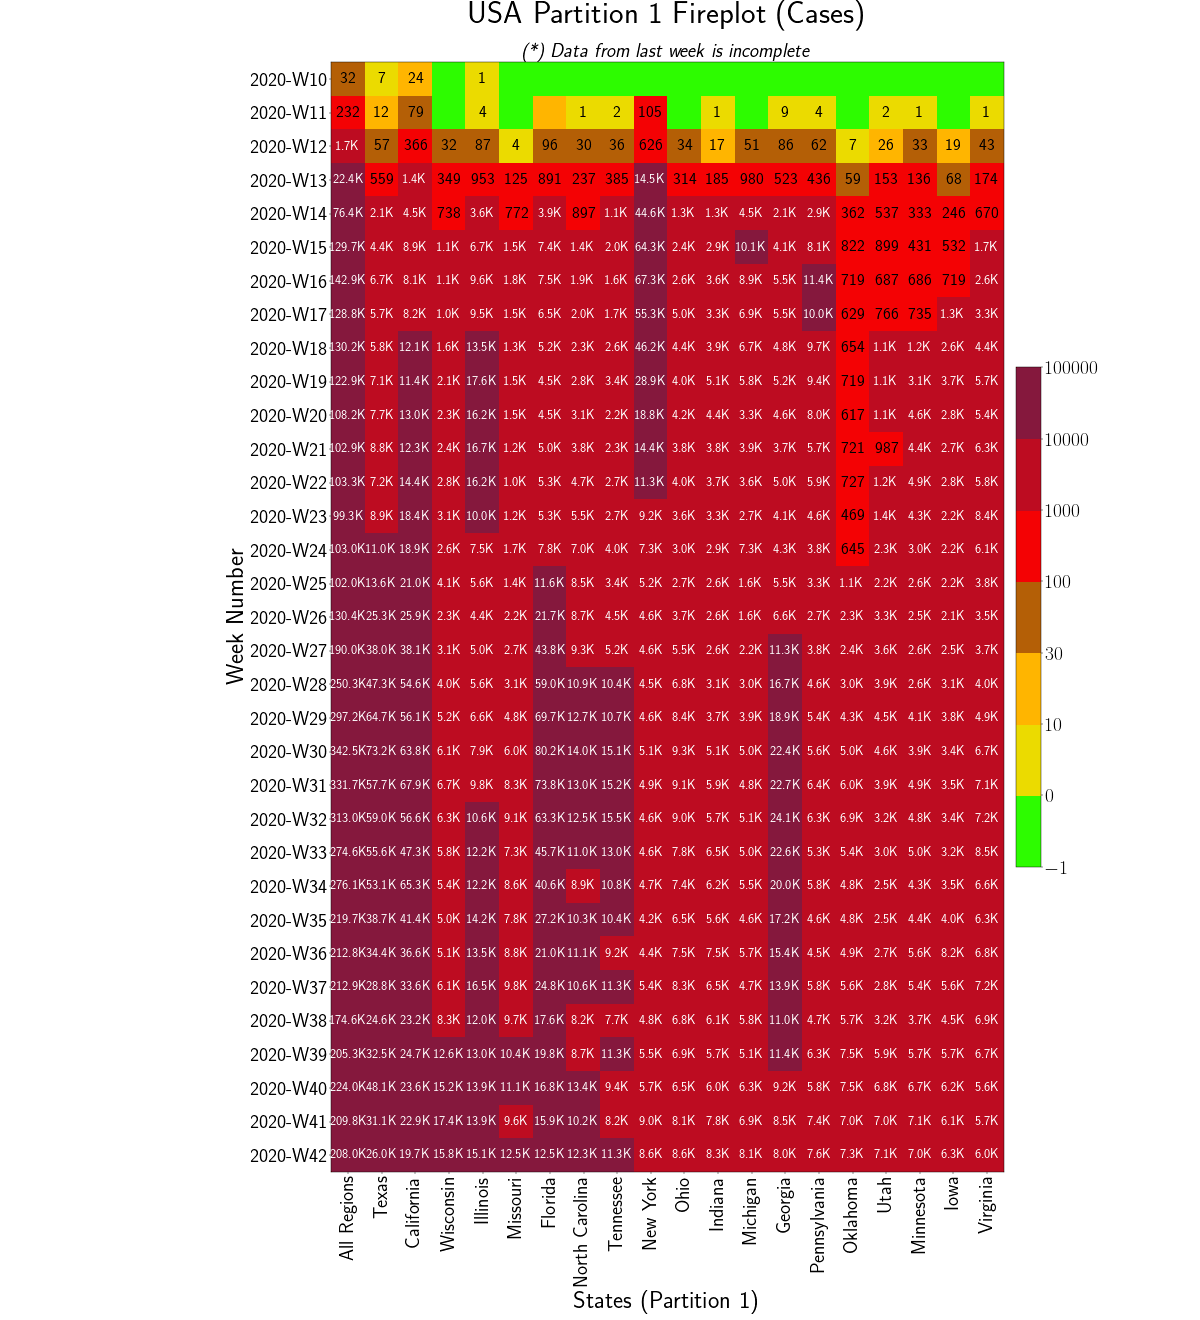 USA Partition 1 Fireplot (Cases)
(*) Data from last week is incomplete
2020-W10 32 7 24 1
2020-W11 232 12 79 4 1 2 105 1 9 4 2 1 1
2020-W12 1.7K 57 366 32 87 4 96 30 36 626 34 17 51 86 62 7 26 33 19 43
2020-W13 22.4K 559 1.4K 349 953 125 891 237 385 14.5K 314 185 980 523 436 59 153 136 68 174
2020-W14 76.4K 2.1K 4.5K 738 3.6K 772 3.9K 897 1.1K 44.6K 1.3K 1.3K 4.5K 2.1K 2.9K 362 537 333 246 670
2020-W15 129.7K 4.4K 8.9K 1.1K 6.7K 1.5K 7.4K 1.4K 2.0K 64.3K 2.4K 2.9K 10.1K 4.1K 8.1K 822 899 431 532 1.7K
2020-W16 142.9K 6.7K 8.1K 1.1K 9.6K 1.8K 7.5K 1.9K 1.6K 67.3K 2.6K 3.6K 8.9K 5.5K 11.4K 719 687 686 719 2.6K
2020-W17 128.8K 5.7K 8.2K 1.0K 9.5K 1.5K 6.5K 2.0K 1.7K 55.3K 5.0K 3.3K 6.9K 5.5K 10.0K 629 766 735 1.3K 3.3K
2020-W18 130.2K 5.8K 12.1K 1.6K 13.5K 1.3K 5.2K 2.3K 2.6K 46.2K 4.4K 3.9K 6.7K 4.8K 9.7K 654 1.1K 1.2K 2.6K 4.4K
2020-W19 122.9K 7.1K 11.4K 2.1K 17.6K 1.5K 4.5K 2.8K 3.4K 28.9K 4.0K 5.1K 5.8K 5.2K 9.4K 719 1.1K 3.1K 3.7K 5.7K
2020-W20 108.2K 7.7K 13.0K 2.3K 16.2K 1.5K 4.5K 3.1K 2.2K 18.8K 4.2K 4.4K 3.3K 4.6K 8.0K 617 1.1K 4.6K 2.8K 5.4K
2020-W21 102.9K 8.8K 12.3K 2.4K 16.7K 1.2K 5.0K 3.8K 2.3K 14.4K 3.8K 3.8K 3.9K 3.7K 5.7K 721 987 4.4K 2.7K 6.3K
2020-W22 103.3K 7.2K 14.4K 2.8K 16.2K 1.0K 5.3K 4.7K 2.7K 11.3K 4.0K 3.7K 3.6K 5.0K 5.9K 727 1.2K 4.9K 2.8K 5.8K
2020-W23 99.3K 8.9K 18.4K 3.1K 10.0K 1.2K 5.3K 5.5K 2.7K 9.2K 3.6K 3.3K 2.7K 4.1K 4.6K 469 1.4K 4.3K 2.2K 8.4K
2020-W24 103.0K 11.0K 18.9K 2.6K 7.5K 1.7K 7.8K 7.0K 4.0K 7.3K 3.0K 2.9K 7.3K 4.3K 3.8K 645 2.3K 3.0K 2.2K 6.1K
2020-W25 102.0K 13.6K 21.0K 4.1K 5.6K 1.4K 11.6K 8.5K 3.4K 5.2K 2.7K 2.6K 1.6K 5.5K 3.3K 1.1K 2.2K 2.6K 2.2K 3.8K
2020-W26 130.4K 25.3K 25.9K 2.3K 4.4K 2.2K 21.7K 8.7K 4.5K 4.6K 3.7K 2.6K 1.6K 6.6K 2.7K 2.3K 3.3K 2.5K 2.1K 3.5K
2020-W27 190.0K 38.0K 38.1K 3.1K 5.0K 2.7K 43.8K 9.3K 5.2K 4.6K 5.5K 2.6K 2.2K 11.3K 3.8K 2.4K 3.6K 2.6K 2.5K 3.7K
2020-W28 250.3K 47.3K 54.6K 4.0K 5.6K 3.1K 59.0K 10.9K 10.4K 4.5K 6.8K 3.1K 3.0K 16.7K 4.6K 3.0K 3.9K 2.6K 3.1K 4.0K
2020-W29 297.2K 64.7K 56.1K 5.2K 6.6K 4.8K 69.7K 12.7K 10.7K 4.6K 8.4K 3.7K 3.9K 18.9K 5.4K 4.3K 4.5K 4.1K 3.8K 4.9K
2020-W30 342.5K 73.2K 63.8K 6.1K 7.9K 6.0K 80.2K 14.0K 15.1K 5.1K 9.3K 5.1K 5.0K 22.4K 5.6K 5.0K 4.6K 3.9K 3.4K 6.7K
2020-W31 331.7K 57.7K 67.9K 6.7K 9.8K 8.3K 73.8K 13.0K 15.2K 4.9K 9.1K 5.9K 4.8K 22.7K 6.4K 6.0K 3.9K 4.9K 3.5K 7.1K
2020-W32 313.0K 59.0K 56.6K 6.3K 10.6K 9.1K 63.3K 12.5K 15.5K 4.6K 9.0K 5.7K 5.1K 24.1K 6.3K 6.9K 3.2K 4.8K 3.4K 7.2K
2020-W33 274.6K 55.6K 47.3K 5.8K 12.2K 7.3K 45.7K 11.0K 13.0K 4.6K 7.8K 6.5K 5.0K 22.6K 5.3K 5.4K 3.0K 5.0K 3.2K 8.5K
2020-W34 276.1K 53.1K 65.3K 5.4K 12.2K 8.6K 40.6K 8.9K 10.8K 4.7K 7.4K 6.2K 5.5K 20.0K 5.8K 4.8K 2.5K 4.3K 3.5K 6.6K
2020-W35 219.7K 38.7K 41.4K 5.0K 14.2K 7.8K 27.2K 10.3K 10.4K 4.2K 6.5K 5.6K 4.6K 17.2K 4.6K 4.8K 2.5K 4.4K 4.0K 6.3K
2020-W36 212.8K 34.4K 36.6K 5.1K 13.5K 8.8K 21.0K 11.1K 9.2K 4.4K 7.5K 7.5K 5.7K 15.4K 4.5K 4.9K 2.7K 5.6K 8.2K 6.8K
2020-W37 212.9K 28.8K 33.6K 6.1K 16.5K 9.8K 24.8K 10.6K 11.3K 5.4K 8.3K 6.5K 4.7K 13.9K 5.8K 5.6K 2.8K 5.4K 5.6K 7.2K
2020-W38 174.6K 24.6K 23.2K 8.3K 12.0K 9.7K 17.6K 8.2K 7.7K 4.8K 6.8K 6.1K 5.8K 11.0K 4.7K 5.7K 3.2K 3.7K 4.5K 6.9K
2020-W39 205.3K 32.5K 24.7K 12.6K 13.0K 10.4K 19.8K 8.7K 11.3K 5.5K 6.9K 5.7K 5.1K 11.4K 6.3K 7.5K 5.9K 5.7K 5.7K 6.7K
2020-W40 224.0K 48.1K 23.6K 15.2K 13.9K 11.1K 16.8K 13.4K 9.4K 5.7K 6.5K 6.0K 6.3K 9.2K 5.8K 7.5K 6.8K 6.7K 6.2K 5.6K
2020-W41 209.8K 31.1K 22.9K 17.4K 13.9K 9.6K 15.9K 10.2K 8.2K 9.0K 8.1K 7.8K 6.9K 8.5K 7.4K 7.0K 7.0K 7.1K 6.1K 5.7K
2020-W42 208.0K 26.0K 19.7K 15.8K 15.1K 12.5K 12.5K 12.3K 11.3K 8.6K 8.6K 8.3K 8.1K 8.0K 7.6K 7.3K 7.1K 7.0K 6.3K 6.0K
Week Number
All Regions
Texas
California
Wisconsin
Illinois
Missouri
Florida
North Carolina
Tennessee
New York
Ohio
Indiana
Michigan
Georgia
Pennsylvania
Oklahoma
Utah
Minnesota
Iowa
Virginia
States (Partition 1)
100000
10000
1000
100
30
10
0
−1